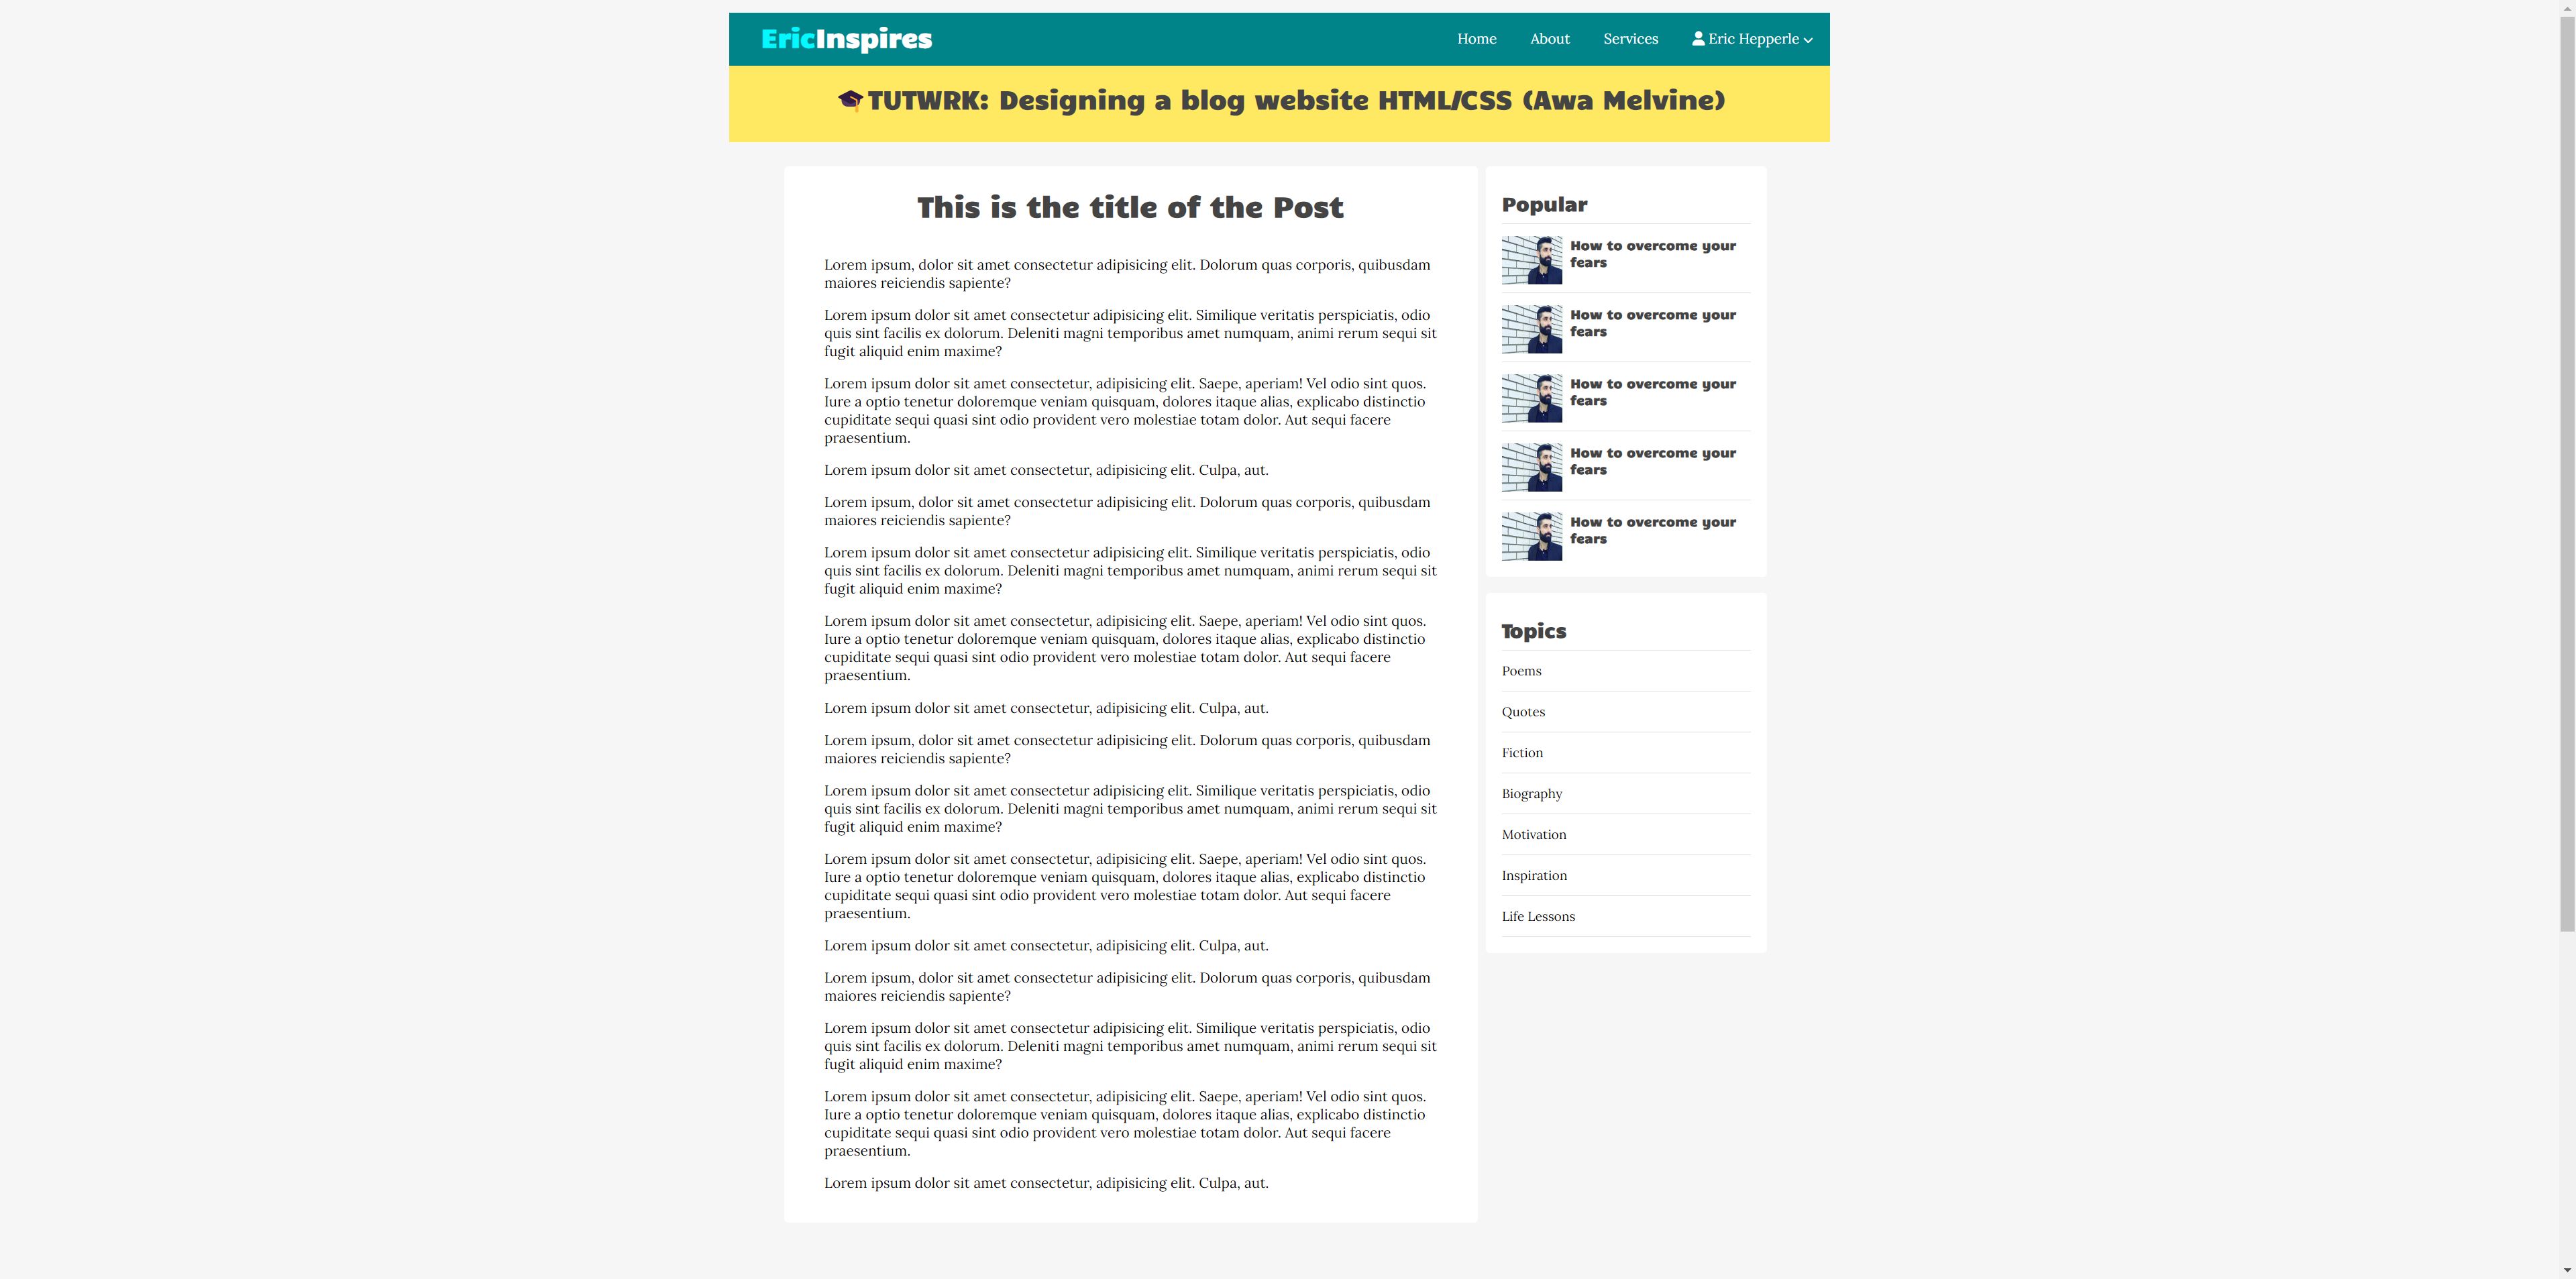 EricInspires
Home About Services Eric Hepperle
TUTWRK: Designing a blog website HTML/CSS (Awa Melvine)
This is the title of the Post
Lorem ipsum, dolor sit amet consectetur adipisicing elit. Dolorum quas corporis, quibusdam
maiores reiciendis sapiente?
Lorem ipsum dolor sit amet consectetur adipisicing elit. Similique veritatis perspiciatis, odio
quis sint facilis ex dolorum. Deleniti magni temporibus amet numquam, animi rerum sequi sit
fugit aliquid enim maxime?
Lorem ipsum dolor sit amet consectetur, adipisicing elit. Saepe, aperiam! Vel odio sint quos.
Iure a optio tenetur doloremque veniam quisquam, dolores itaque alias, explicabo distinctio
cupiditate sequi quasi sint odio provident vero molestiae totam dolor. Aut sequi facere
praesentium.
Lorem ipsum dolor sit amet consectetur, adipisicing elit. Culpa, aut.
Lorem ipsum, dolor sit amet consectetur adipisicing elit. Dolorum quas corporis, quibusdam
maiores reiciendis sapiente?
Lorem ipsum dolor sit amet consectetur adipisicing elit. Similique veritatis perspiciatis, odio
quis sint facilis ex dolorum. Deleniti magni temporibus amet numquam, animi rerum sequi sit
fugit aliquid enim maxime?
Lorem ipsum dolor sit amet consectetur, adipisicing elit. Saepe, aperiam! Vel odio sint quos.
Iure a optio tenetur doloremque veniam quisquam, dolores itaque alias, explicabo distinctio
cupiditate sequi quasi sint odio provident vero molestiae totam dolor. Aut sequi facere
praesentium.
Lorem ipsum dolor sit amet consectetur, adipisicing elit. Culpa, aut.
Lorem ipsum, dolor sit amet consectetur adipisicing elit. Dolorum quas corporis, quibusdam
maiores reiciendis sapiente?
Lorem ipsum dolor sit amet consectetur adipisicing elit. Similique veritatis perspiciatis, odio
quis sint facilis ex dolorum. Deleniti magni temporibus amet numquam, animi rerum sequi sit
fugit aliquid enim maxime?
Lorem ipsum dolor sit amet consectetur, adipisicing elit. Saepe, aperiam! Vel odio sint quos.
Iure a optio tenetur doloremque veniam quisquam, dolores itaque alias, explicabo distinctio
cupiditate sequi quasi sint odio provident vero molestiae totam dolor. Aut sequi facere
praesentium.
Lorem ipsum dolor sit amet consectetur, adipisicing elit. Culpa, aut.
Lorem ipsum, dolor sit amet consectetur adipisicing elit. Dolorum quas corporis, quibusdam
maiores reiciendis sapiente?
Lorem ipsum dolor sit amet consectetur adipisicing elit. Similique veritatis perspiciatis, odio
quis sint facilis ex dolorum. Deleniti magni temporibus amet numquam, animi rerum sequi sit
fugit aliquid enim maxime?
Lorem ipsum dolor sit amet consectetur, adipisicing elit. Saepe, aperiam! Vel odio sint quos.
Iure a optio tenetur doloremque veniam quisquam, dolores itaque alias, explicabo distinctio
cupiditate sequi quasi sint odio provident vero molestiae totam dolor. Aut sequi facere
praesentium.
Lorem ipsum dolor sit amet consectetur, adipisicing elit. Culpa, aut.
Popular
How to overcome your
fears
How to overcome your
fears
How to overcome your
fears
How to overcome your
fears
How to overcome your
fears
Topics
Poems
Quotes
Fiction
Biography
Motivation
Inspiration
Life Lessons